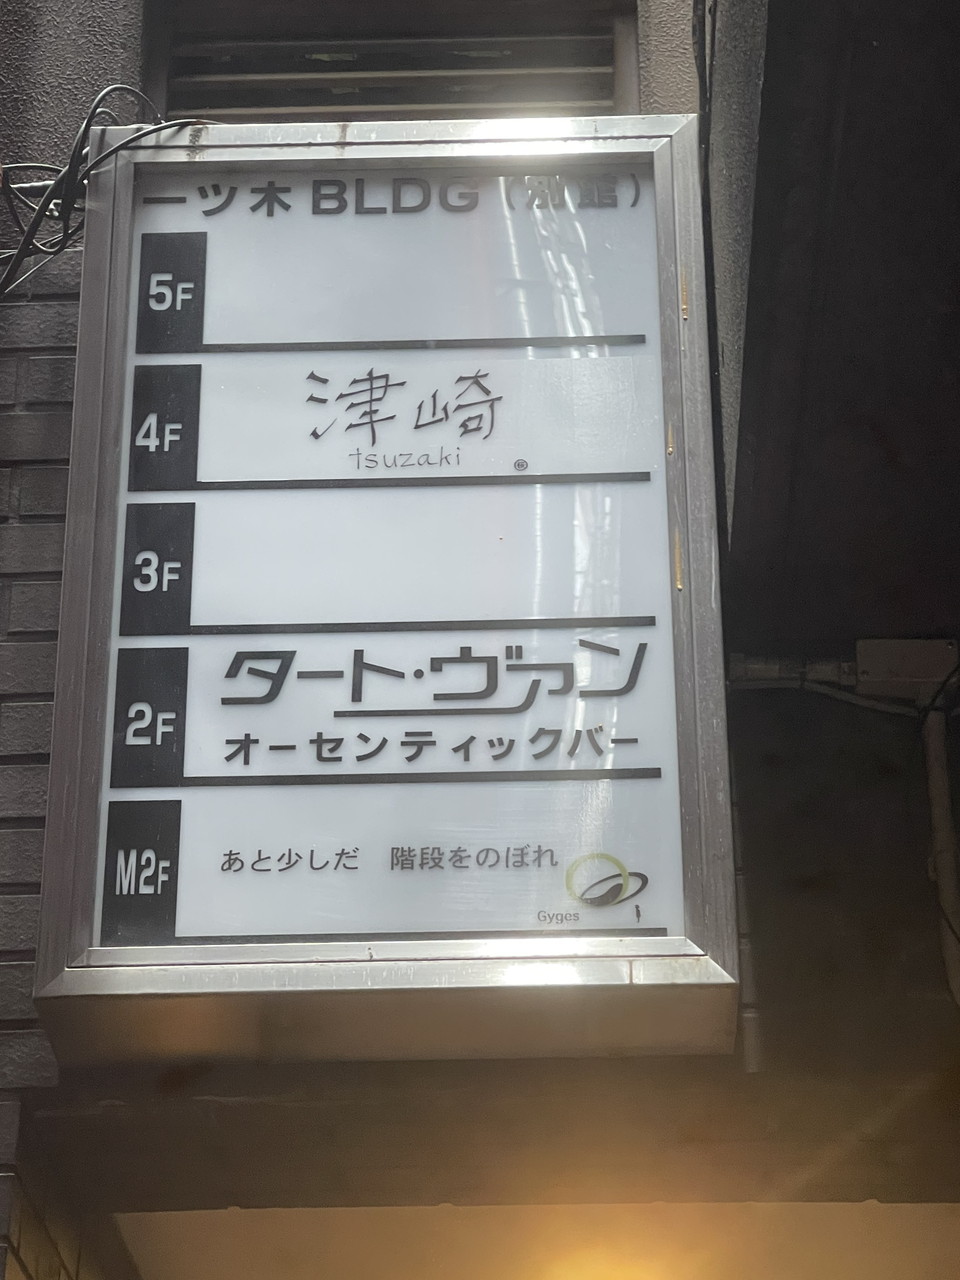 一ツ木 BLDG (別館)
5F
4F
津崎
tsuzaki
®
3F
2F
タート・ヴァン
オーセンティックバー
M2F
あと少しだ 階段をのぼれ
Gyges